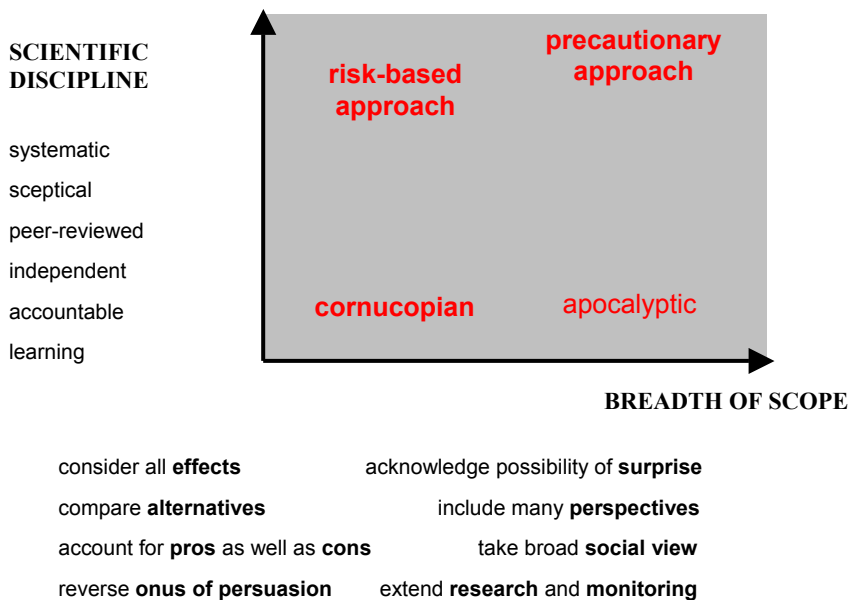 SCIENTIFIC
DISCIPLINE
systematic
sceptical
peer-reviewed
independent
accountable
learning
risk-based
approach
precautionary
approach
cornucopian
apocalyptic
BREADTH OF SCOPE
consider all effects
acknowledge possibility of surprise
compare alternatives
include many perspectives
account for pros as well as cons
take broad social view
reverse onus of persuasion
extend research and monitoring